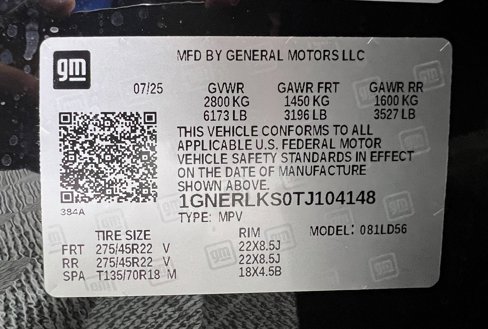 gm
MFD BY GENERAL MOTORS LLC
07/25 GVWR GAWR FRT GAWR RR
2800 KG 1450 KG 1600 KG
6173 LB 3196 LB 3527 LB
THIS VEHICLE CONFORMS TO ALL
APPLICABLE U.S. FEDERAL MOTOR
VEHICLE SAFETY STANDARDS IN EFFECT
ON THE DATE OF MANUFACTURE
SHOWN ABOVE.
384A
1GNERLKS0TJ104148
TYPE: MPV
TIRE SIZE RIM MODEL: 081LD56
FRT 275/45R22 V 22X8.5J
RR 275/45R22 V 22X8.5J
SPA T135/70R18 M 18X4.5B